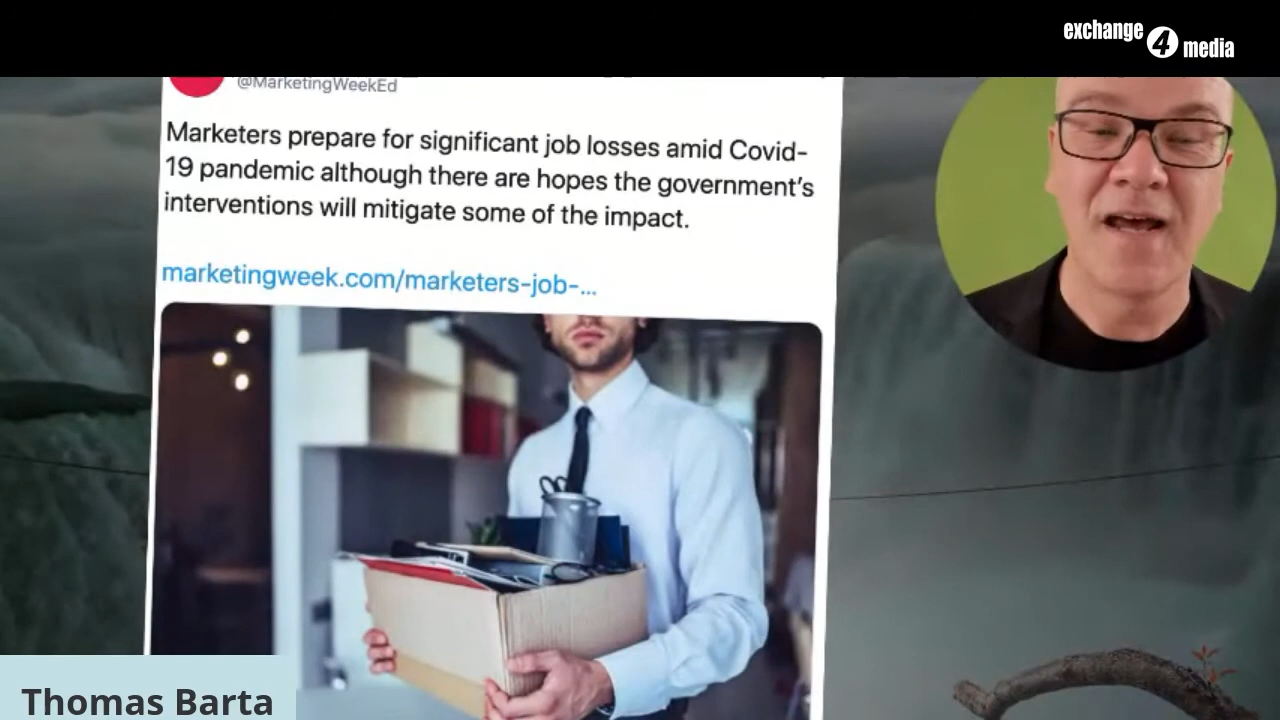 exchange
4
media
@MarketingWeekEd
Marketers prepare for significant job losses amid Covid-
19 pandemic although there are hopes the government's
interventions will mitigate some of the impact.
marketingweek.com/marketers-job-...
Thomas Barta